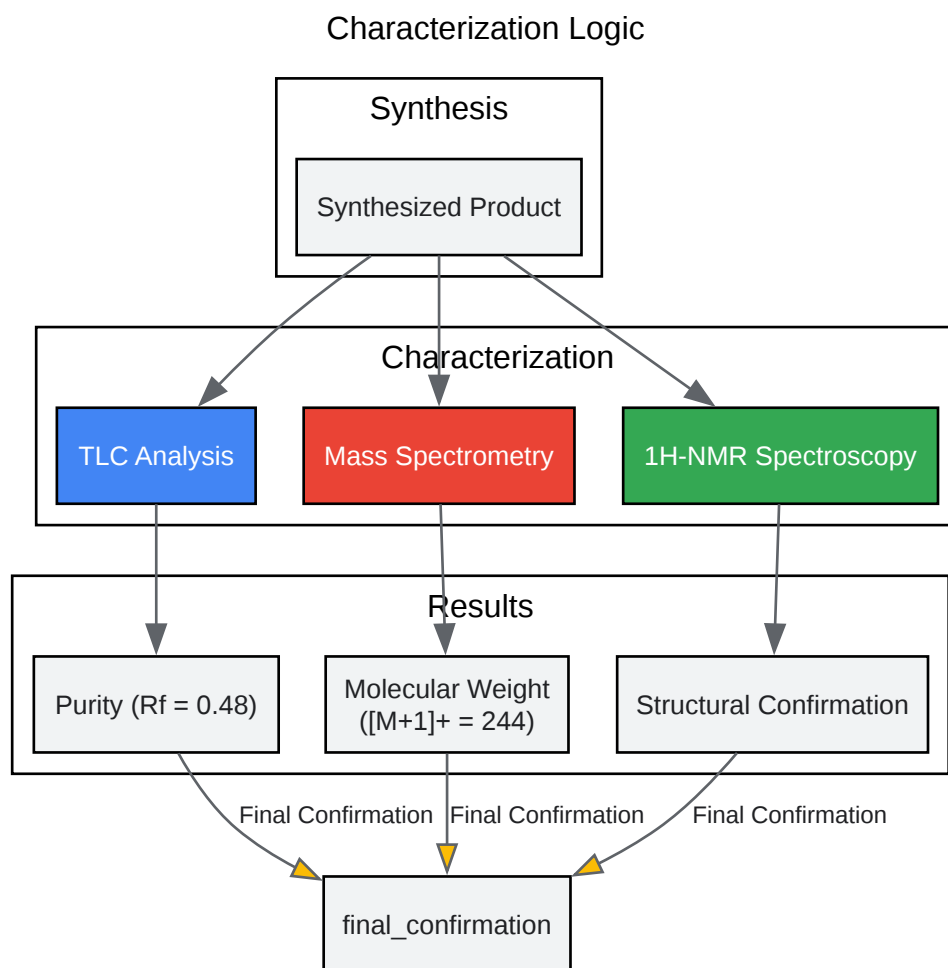 Characterization Logic
Synthesis
Synthesized Product
Characterization
TLC Analysis
Mass Spectrometry
1H-NMR Spectroscopy
Results
Purity (Rf = 0.48)
Molecular Weight
([M+1]+ = 244)
Structural Confirmation
Final Confirmation
Final Confirmation
Final Confirmation
final_confirmation